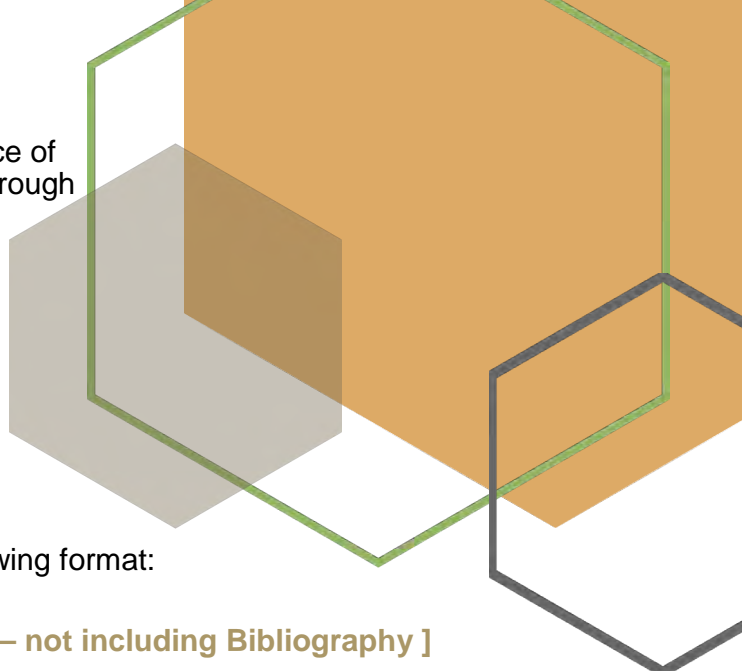 ce of
rough
wing format:
– not including Bibliography ]